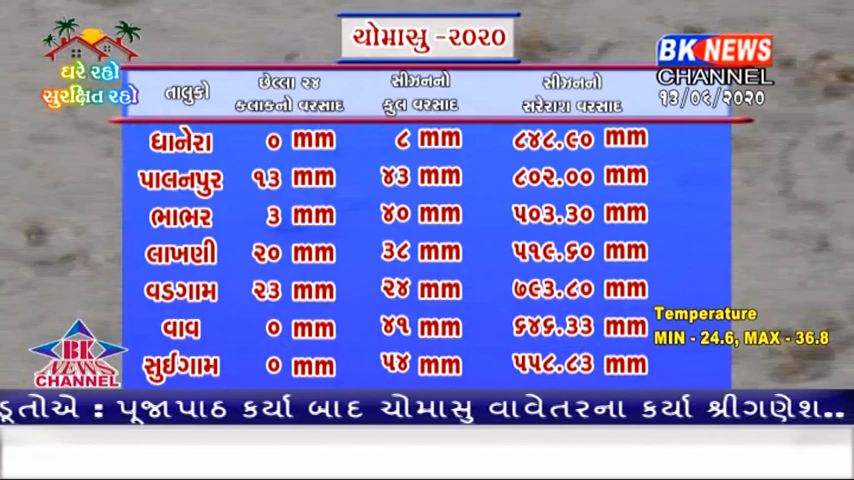 ચોમાસુ -૨૦૨૦
ઘરે રહો
સુરક્ષિત રહો
BK NEWS
CHANNEL
૧૩/૦૬/૨૦૨૦
તાલુકો છેલ્લા ૨૪ કલાકનો વરસાદ સીઝનનો કુલ વરસાદ સીઝનનો સરેરાશ વરસાદ
ધાનેરા ૦ mm ૮ mm ૮૪૮.૯૦ mm
પાલનપુર ૧૩ mm ૪૩ mm ૮૦૨.૦૦ mm
ભાભર ૩ mm ૪૦ mm ૫૦૩.૩૦ mm
લાખણી ૨૦ mm ૩૮ mm ૫૧૯.૬૦ mm
વડગામ ૨૩ mm ૨૪ mm ૭૯૩.૮૦ mm
વાવ ૦ mm ૪૧ mm ૬૪૬.૩૩ mm
સુઈગામ ૦ mm ૫૪ mm ૫૫૮.૮૩ mm
Temperature
MIN - 24.6, MAX - 36.8
BK
NEWS
CHANNEL
ડૂતોએ : પૂજાપાઠ કર્યા બાદ ચોમાસુ વાવેતરના કર્યા શ્રીગણેશ..